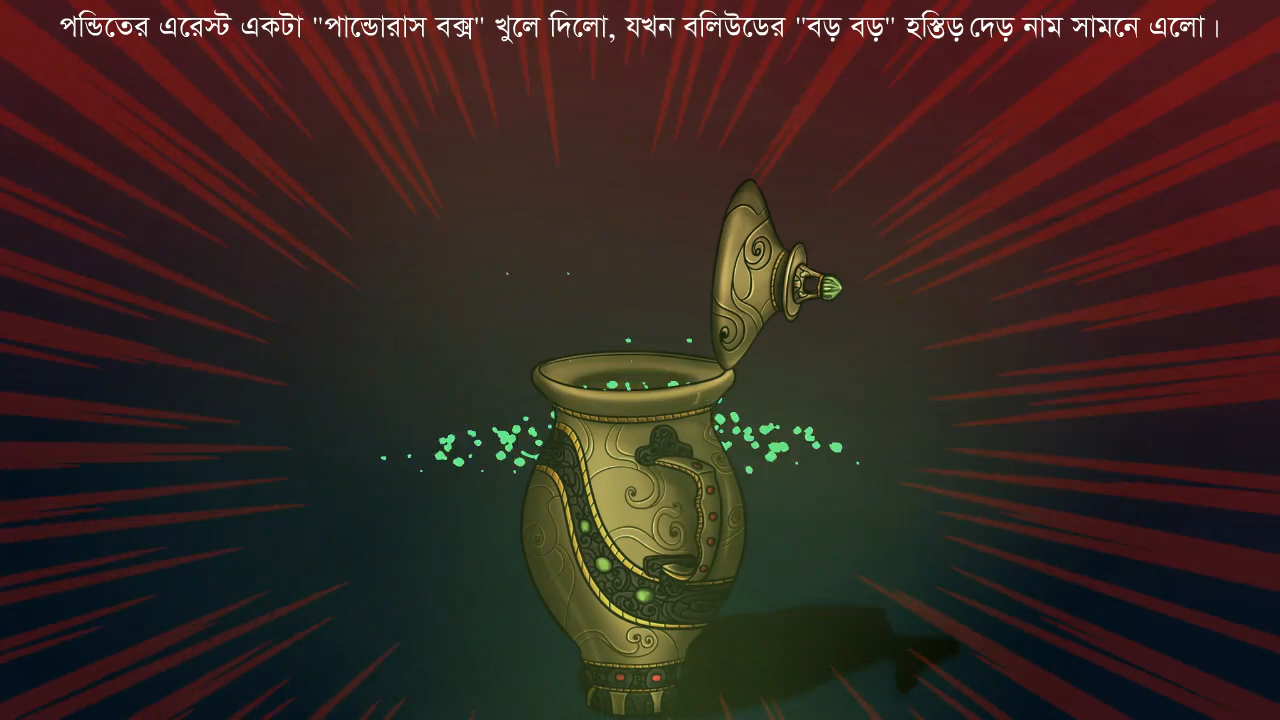 পন্ডিতের এরেস্ট একটা "পান্ডোরাস বক্স" খুলে দিলো, যখন বলিউডের "বড় বড়" হস্তিড়দেড় নাম সামনে এলো।